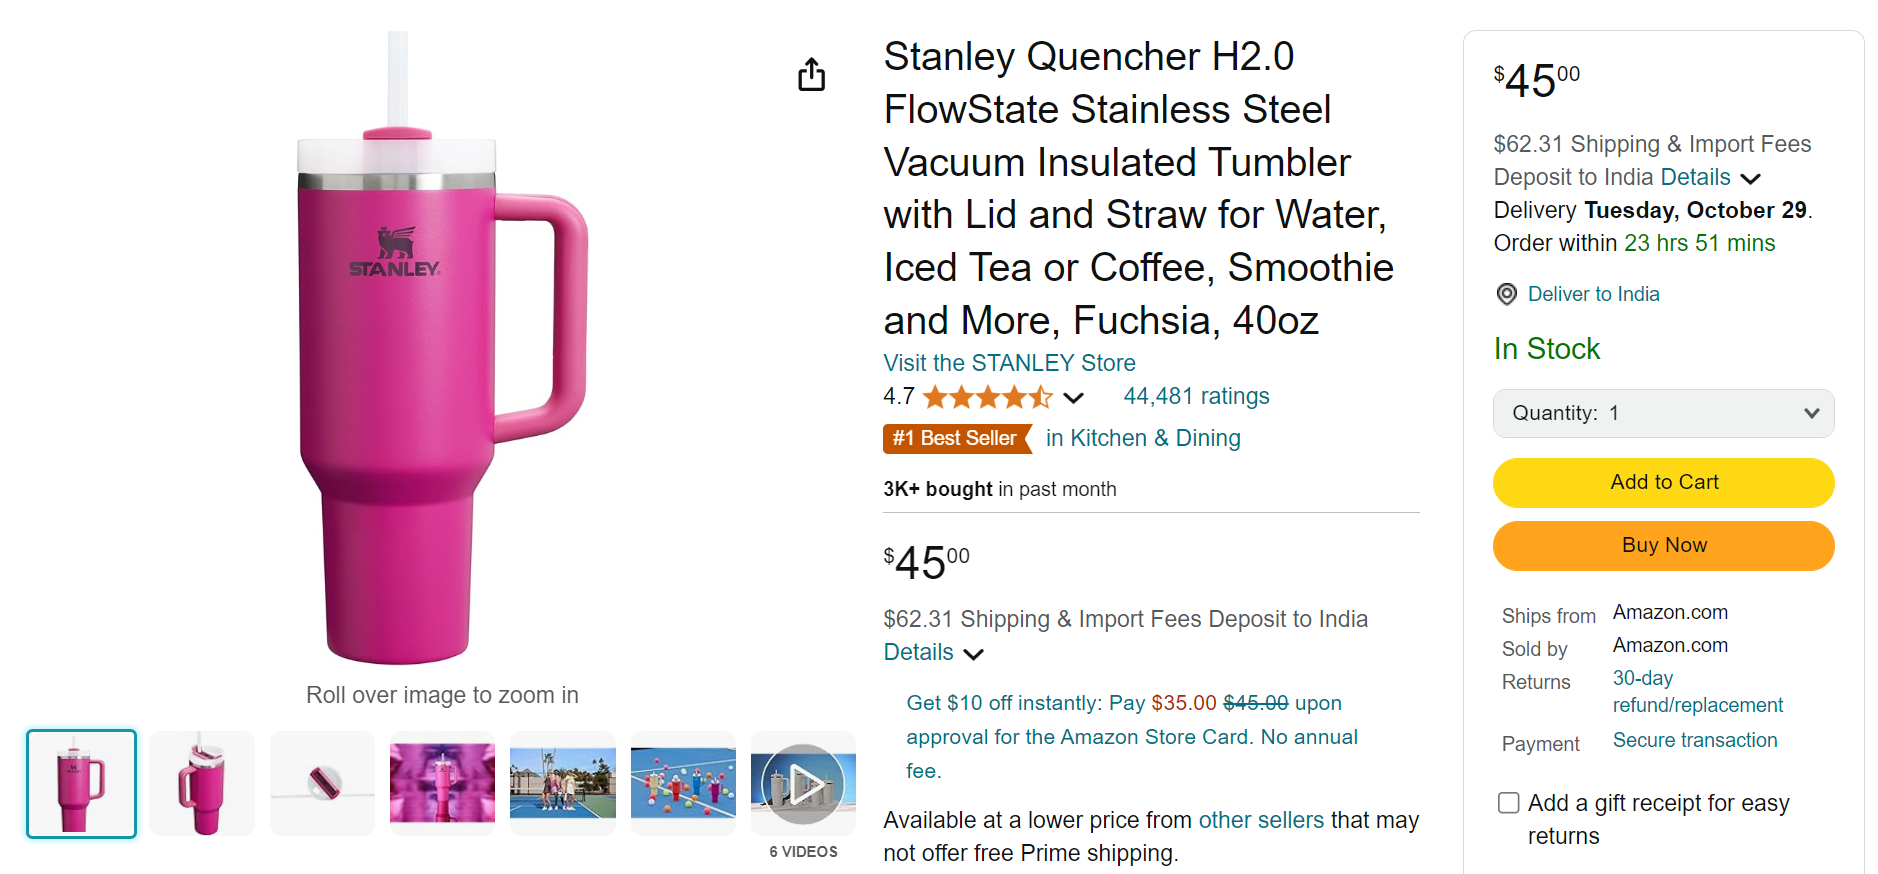 STANLEY
Roll over image to zoom in
6 VIDEOS
Stanley Quencher H2.0
FlowState Stainless Steel
Vacuum Insulated Tumbler
with Lid and Straw for Water,
Iced Tea or Coffee, Smoothie
and More, Fuchsia, 40oz
Visit the STANLEY Store
4.7 44,481 ratings
#1 Best Seller in Kitchen & Dining
3K+ bought in past month
$4500
$62.31 Shipping & Import Fees Deposit to India
Details
Get $10 off instantly: Pay $35.00 $45.00 upon
approval for the Amazon Store Card. No annual
fee.
Available at a lower price from other sellers that may
not offer free Prime shipping.
$4500
$62.31 Shipping & Import Fees
Deposit to India Details
Delivery Tuesday, October 29.
Order within 23 hrs 51 mins
Deliver to India
In Stock
Quantity: 1
Add to Cart
Buy Now
Ships from Amazon.com
Sold by Amazon.com
Returns 30-day
refund/replacement
Payment Secure transaction
Add a gift receipt for easy
returns